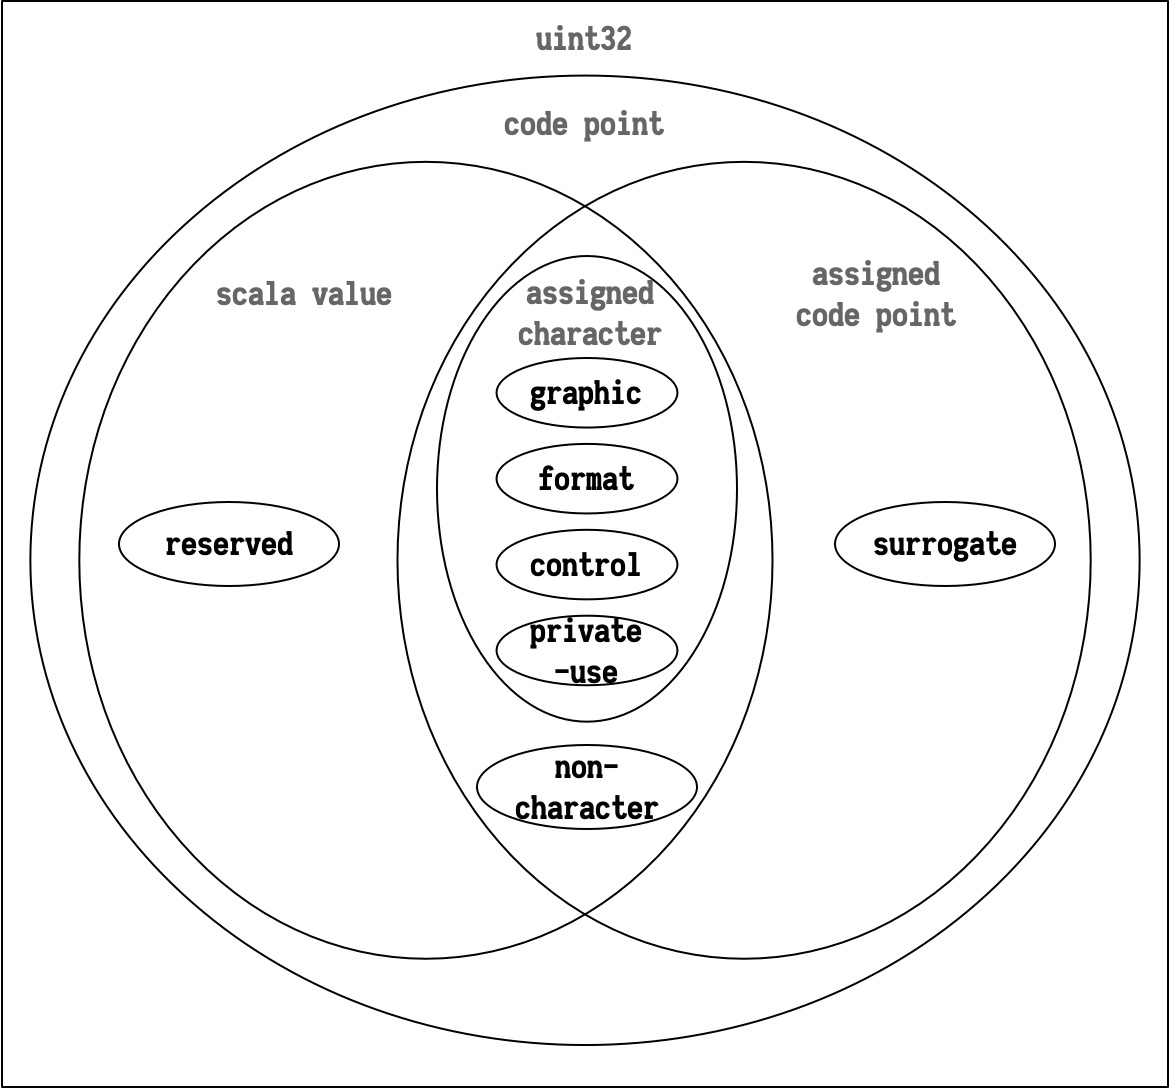 uint32
code point
scala value
assigned
character
assigned
code point
graphic
format
control
private
-use
reserved
surrogate
non-
character